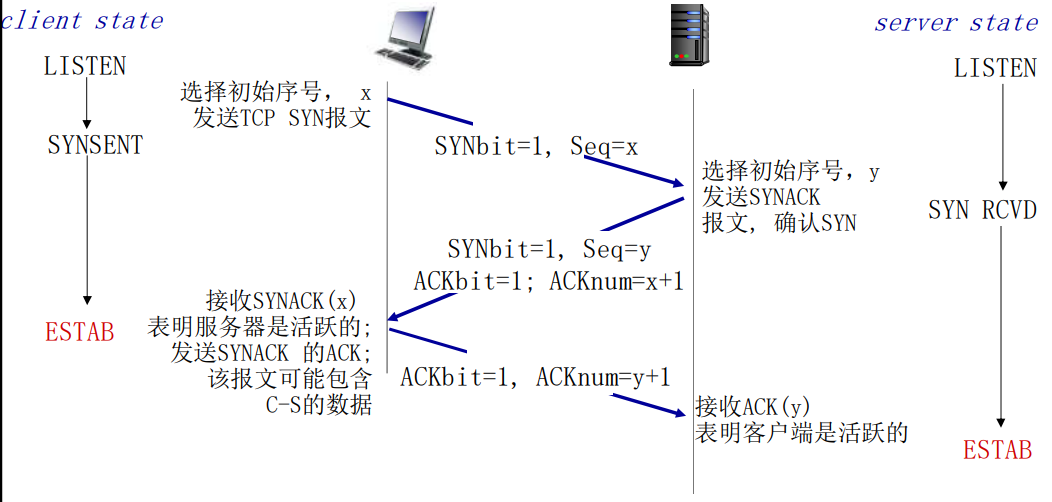 client state
server state
LISTEN
LISTEN
选择初始序号， x
发送TCP SYN报文
SYNSENT
SYNbit=1, Seq=x
选择初始序号，y
发送SYNACK
报文, 确认SYN
SYN RCVD
SYNbit=1, Seq=y
ACKbit=1; ACKnum=x+1
接收SYNACK(x)
表明服务器是活跃的;
发送SYNACK 的ACK;
该报文可能包含
C-S的数据
ESTAB
ACKbit=1, ACKnum=y+1
接收ACK(y)
表明客户端是活跃的
ESTAB